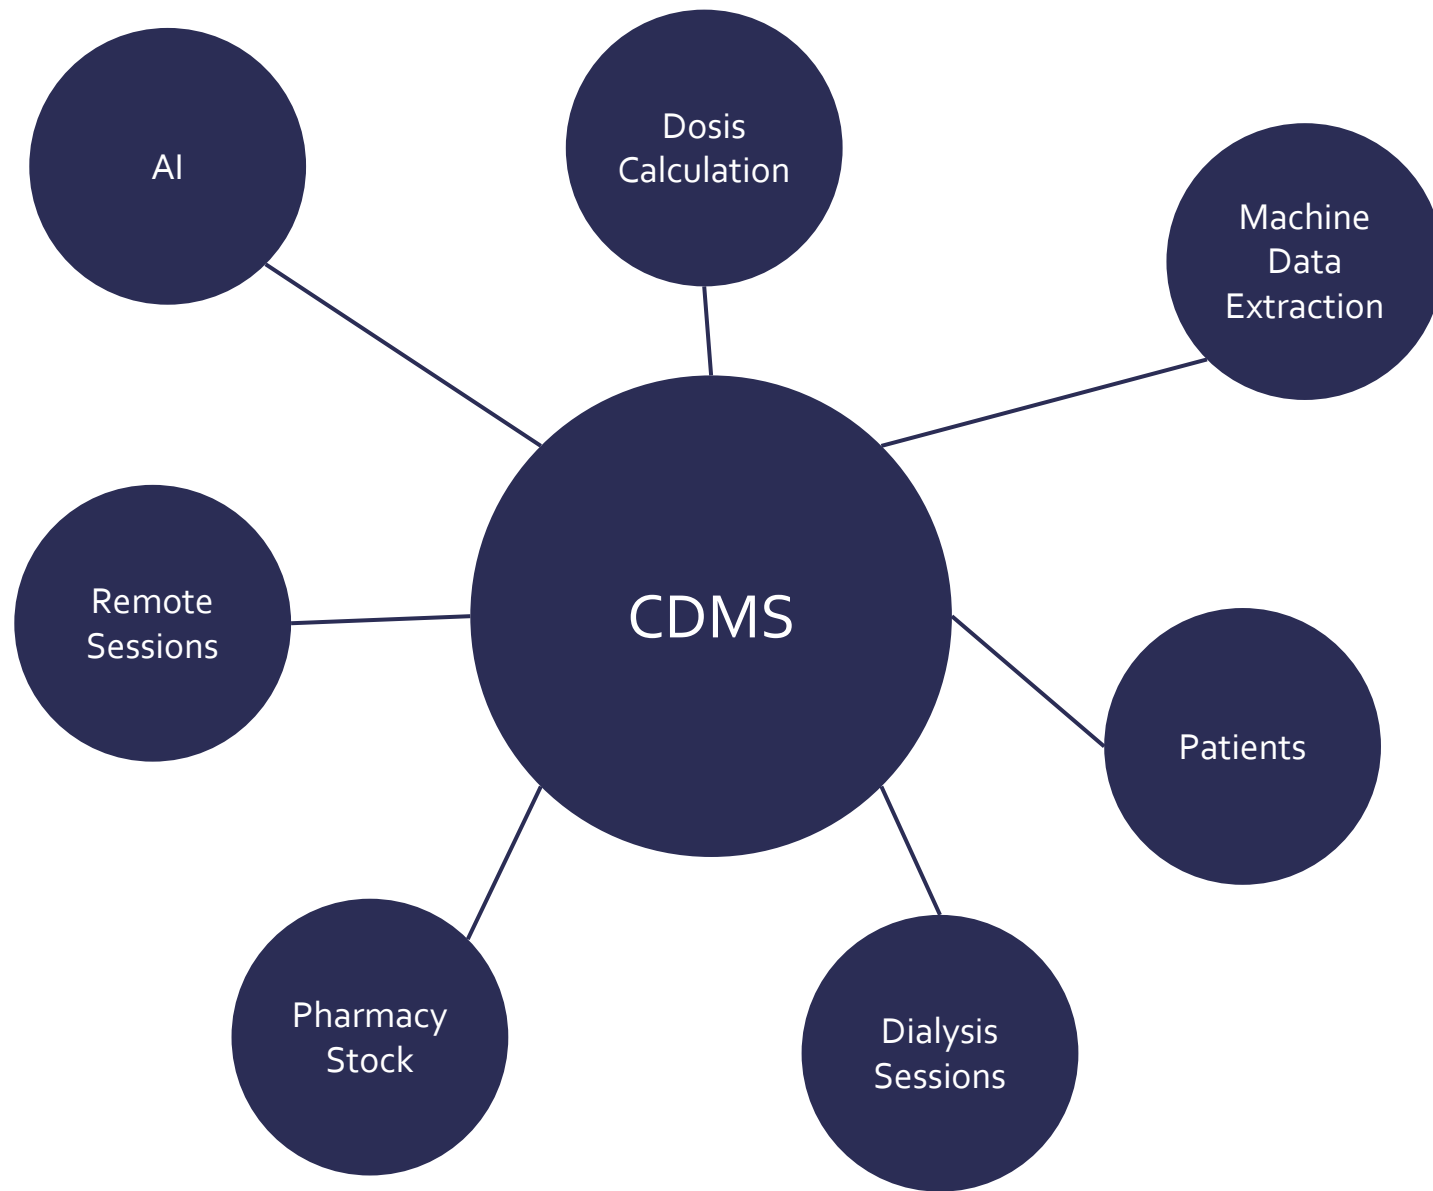 AI
Dosis
Calculation
Machine
Data
Extraction
Remote
Sessions
CDMS
Patients
Pharmacy
Stock
Dialysis
Sessions